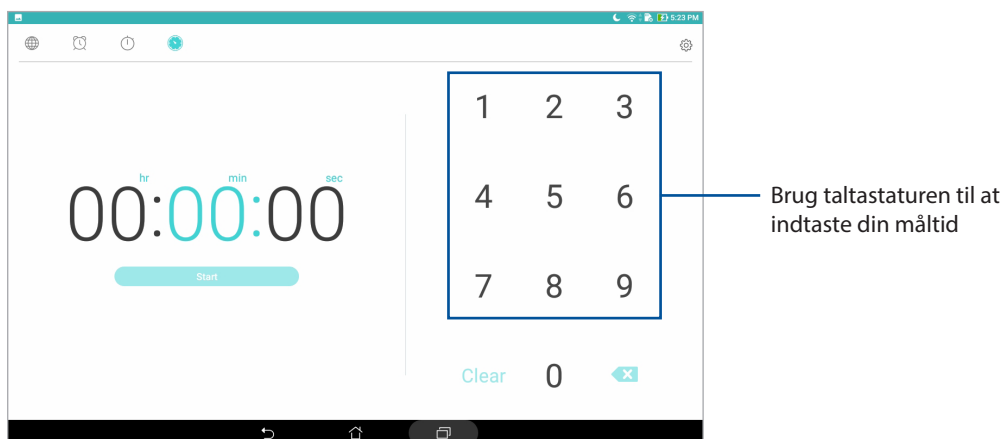 5:23 PM
1 2 3
hr min sec
00:00:00
4 5 6
Brug taltastaturen til at
indtaste din måltid
Start
7 8 9
Clear 0